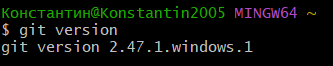 Константин@Konstantin2005 MINGW64 ~
$ git version
git version 2.47.1.windows.1